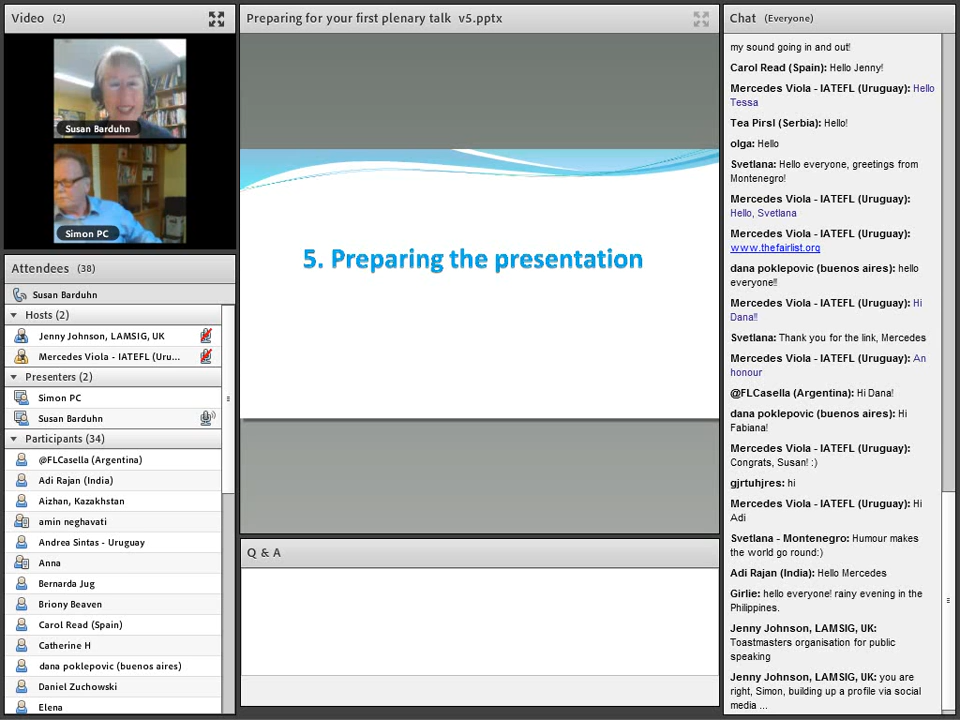 Video (2)
Susan Barduhn
Simon PC
Attendees (38)
Susan Barduhn
Hosts (2)
Jenny Johnson, LAMSIG, UK
Mercedes Viola - IATEFL (Uru...
Presenters (2)
Simon PC
Susan Barduhn
Participants (34)
@FLCasella (Argentina)
Adi Rajan (India)
Aizhan, Kazakhstan
amin neghavati
Andrea Sintas - Uruguay
Anna
Bernarda Jug
Briony Beaven
Carol Read (Spain)
Catherine H
dana poklepovic (buenos aires)
Daniel Zuchowski
Elena
Preparing for your first plenary talk v5.pptx
5. Preparing the presentation
Q & A
Chat (Everyone)
my sound going in and out!
Carol Read (Spain): Hello Jenny!
Mercedes Viola - IATEFL (Uruguay): Hello
Tessa
Tea Pirsl (Serbia): Hello!
olga: Hello
Svetlana: Hello everyone, greetings from
Montenegro!
Mercedes Viola - IATEFL (Uruguay):
Hello, Svetlana
Mercedes Viola - IATEFL (Uruguay):
www.thefairlist.org
dana poklepovic (buenos aires): hello
everyone!!
Mercedes Viola - IATEFL (Uruguay): Hi
Dana!!
Svetlana: Thank you for the link, Mercedes
Mercedes Viola - IATEFL (Uruguay): An
honour
@FLCasella (Argentina): Hi Dana!
dana poklepovic (buenos aires): Hi
Fabiana!
Mercedes Viola - IATEFL (Uruguay):
Congrats, Susan! :)
gjrtuhjres: hi
Mercedes Viola - IATEFL (Uruguay): Hi
Adi
Svetlana - Montenegro: Humour makes
the world go round:)
Adi Rajan (India): Hello Mercedes
Girlie: hello everyone! rainy evening in the
Philippines.
Jenny Johnson, LAMSIG, UK:
Toastmasters organisation for public
speaking
Jenny Johnson, LAMSIG, UK: you are
right, Simon, building up a profile via social
media ...